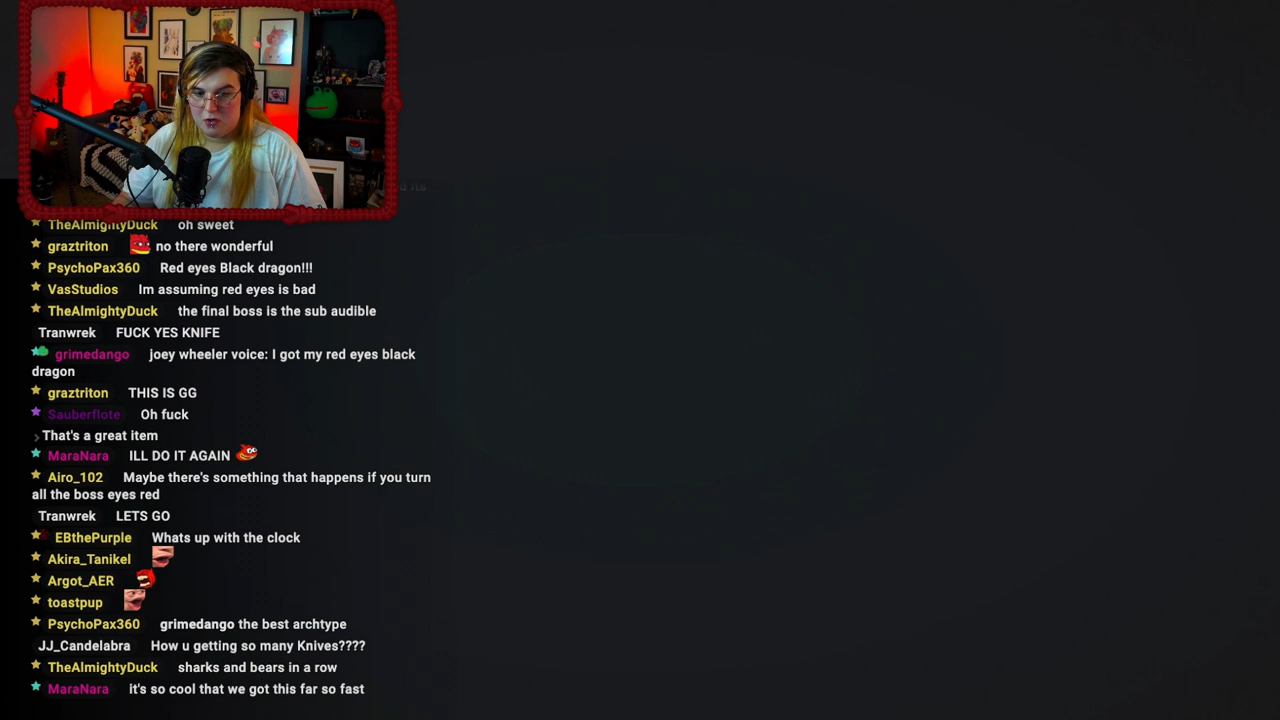 TheAlmightyDuck oh sweet
graztriton no there wonderful
PsychoPax360 Red eyes Black dragon!!!
VasStudios Im assuming red eyes is bad
TheAlmightyDuck the final boss is the sub audible
Tranwrek FUCK YES KNIFE
grimedango joey wheeler voice: I got my red eyes black
dragon
graztriton THIS IS GG
Sauberflote Oh fuck
That's a great item
MaraNara ILL DO IT AGAIN
Airo_102 Maybe there's something that happens if you turn
all the boss eyes red
Tranwrek LETS GO
EBthePurple Whats up with the clock
Akira_Tanikel
Argot_AER
toastpup
PsychoPax360 grimedango the best archtype
JJ_Candelabra How u getting so many Knives????
TheAlmightyDuck sharks and bears in a row
MaraNara it's so cool that we got this far so fast